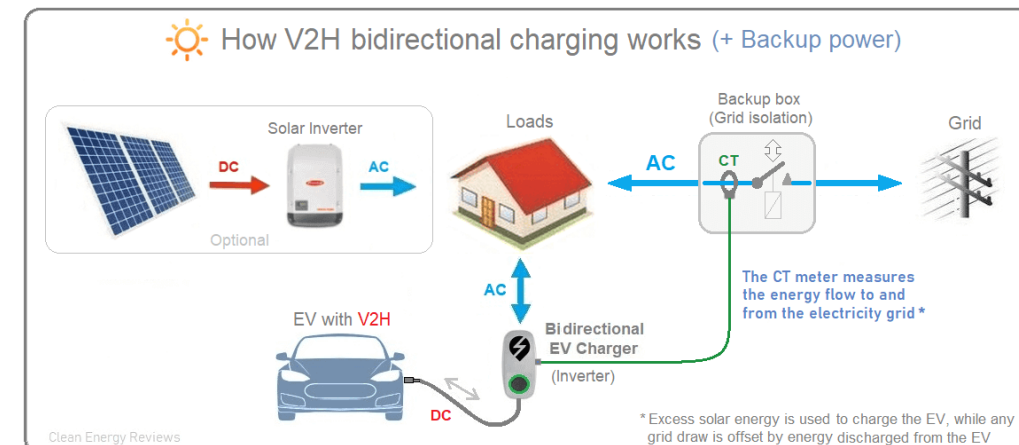 How V2H bidirectional charging works (+ Backup power)
Backup box
(Grid isolation)
Solar Inverter
Loads
Grid
DC
AC
AC
CT
Optional
The CT meter measures
the energy flow to and
from the electricity grid *
AC
EV with V2H
Bidirectional
EV Charger
(Inverter)
DC
* Excess solar energy is used to charge the EV, while any
grid draw is offset by energy discharged from the EV
Clean Energy Reviews